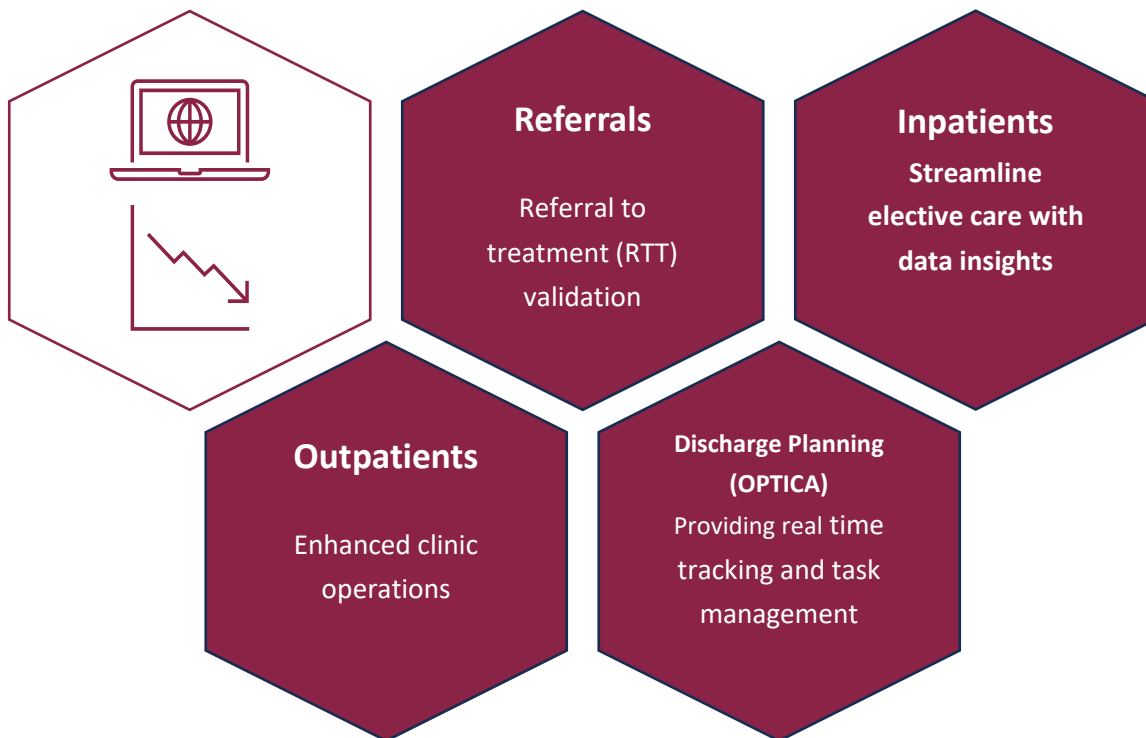 Referrals
Referral to
treatment (RTT)
validation
Inpatients
Streamline
elective care with
data insights
Outpatients
Enhanced clinic
operations
Discharge Planning
(OPTICA)
Providing real time
tracking and task
management